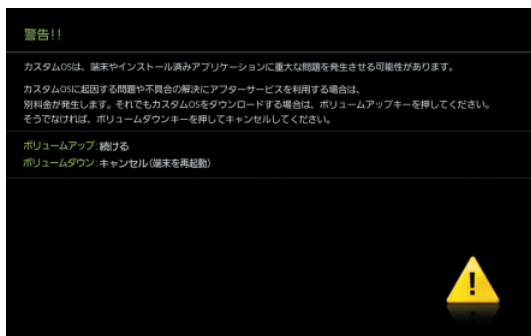 警告!!
カスタムOSは、端末やインストール済みアプリケーションに重大な問題を発生させる可能性があります。
カスタムOSに起因する問題や不具合の解決にアフターサービスを利用する場合は、
別料金が発生します。それでもカスタムOSをダウンロードする場合は、ボリュームアップキーを押してください。
そうでなければ、ボリュームダウンキーを押してキャンセルしてください。
ボリュームアップ:続ける
ボリュームダウン:キャンセル(端末を再起動)